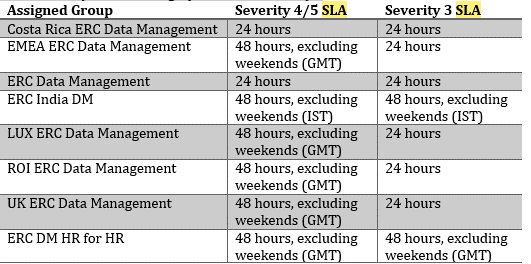 Assigned Group Severity 4/5 SLA Severity 3 SLA
Costa Rica ERC Data Management 24 hours 24 hours
EMEA ERC Data Management 48 hours, excluding 24 hours
weekends (GMT)
ERC Data Management 24 hours 24 hours
ERC India DM 48 hours, excluding 48 hours, excluding
weekends (IST) weekends (IST)
LUX ERC Data Management 48 hours, excluding 24 hours
weekends (GMT)
ROI ERC Data Management 48 hours, excluding 24 hours
weekends (GMT)
UK ERC Data Management 48 hours, excluding 24 hours
weekends (GMT)
ERC DM HR for HR 48 hours, excluding 48 hours, excluding
weekends (GMT) weekends (GMT)